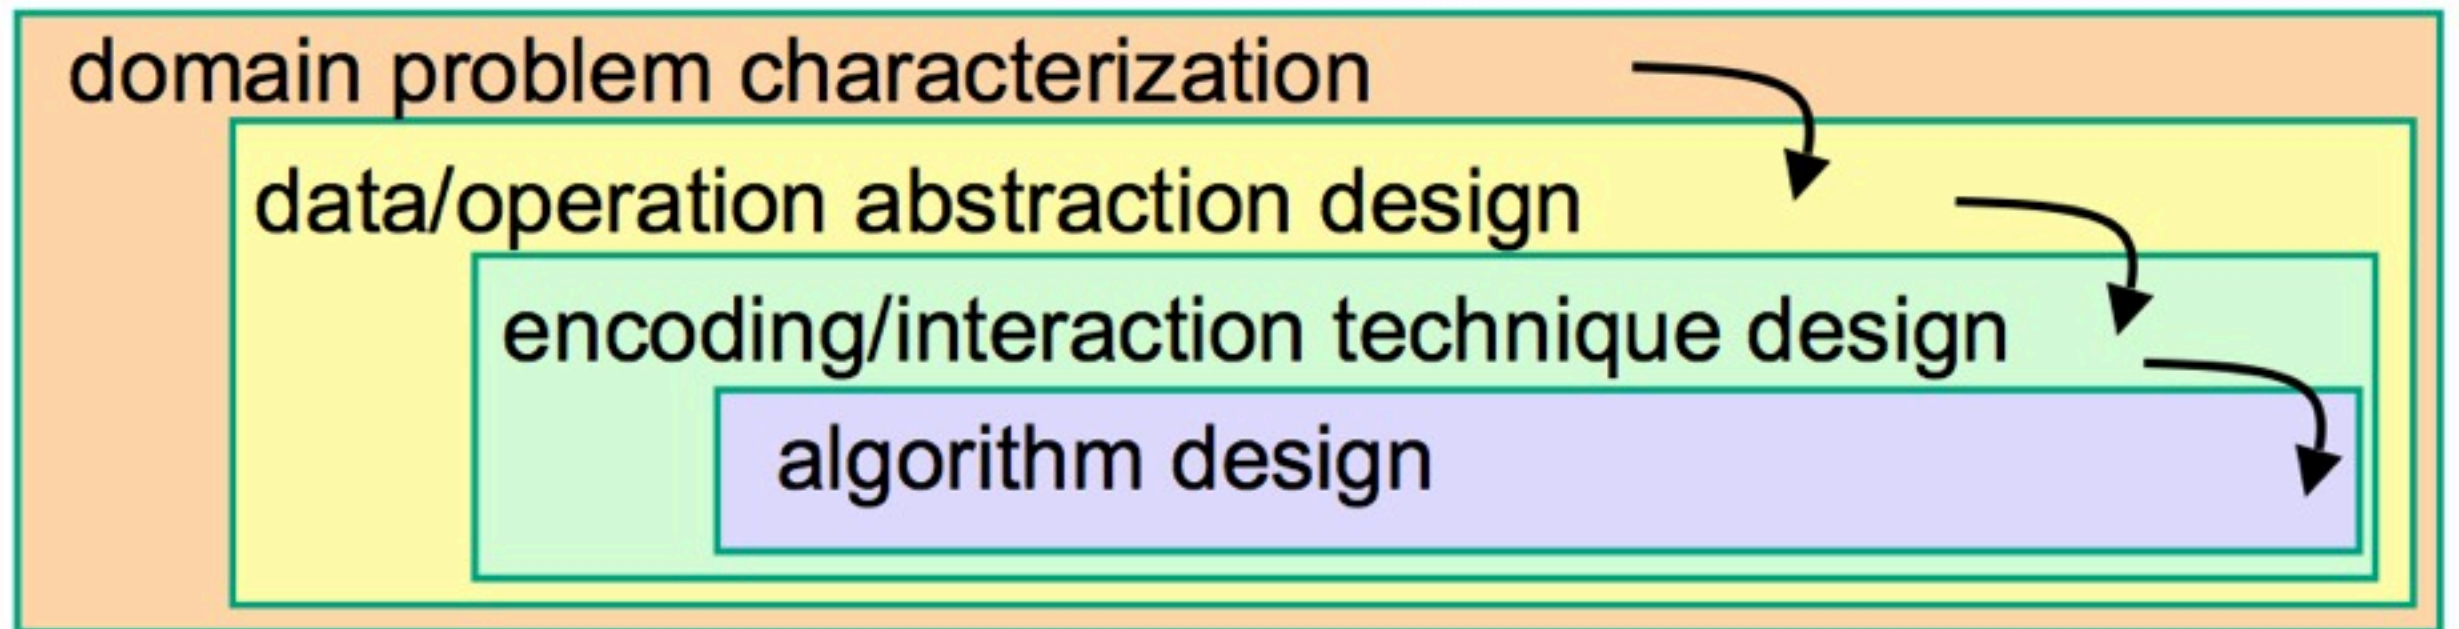 domain problem characterization
data/operation abstraction design
encoding/interaction technique design
algorithm design